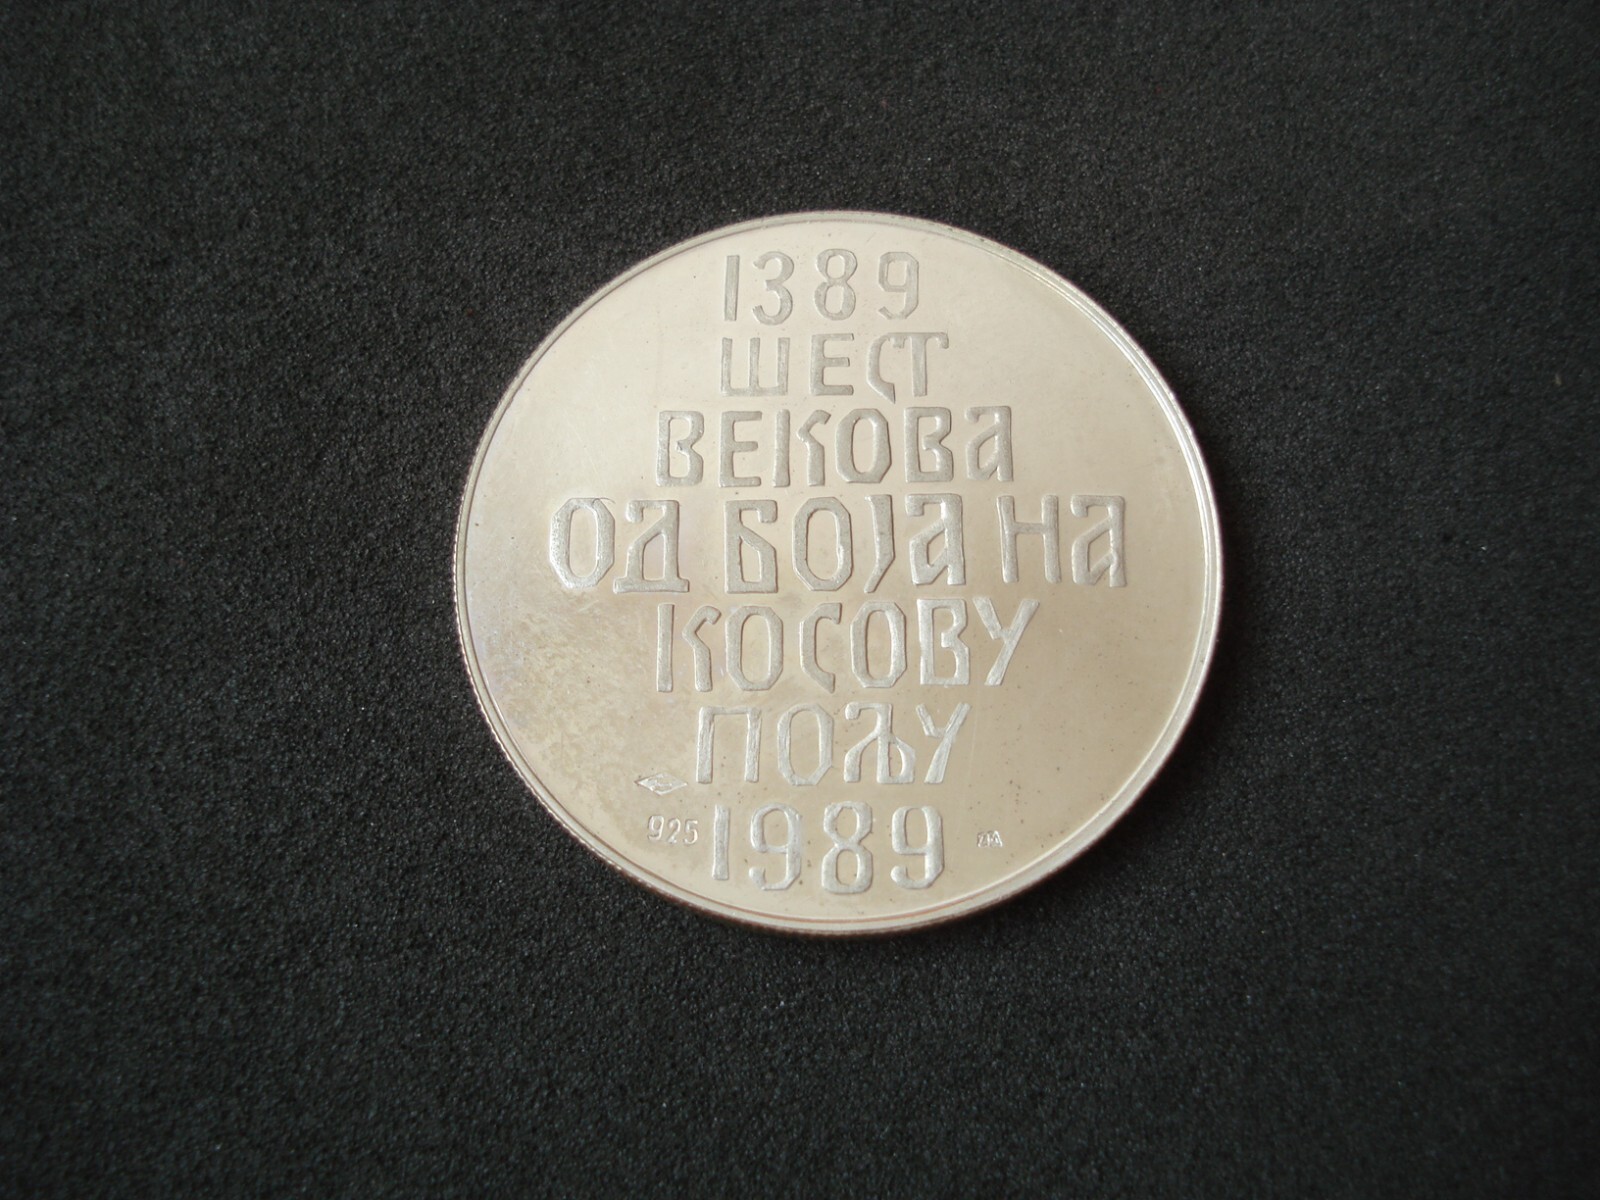 1389
ШЕСТ
ВЕКОВА
ОД БОЈА НА
КОСОВУ
ПОЉУ
925 1989